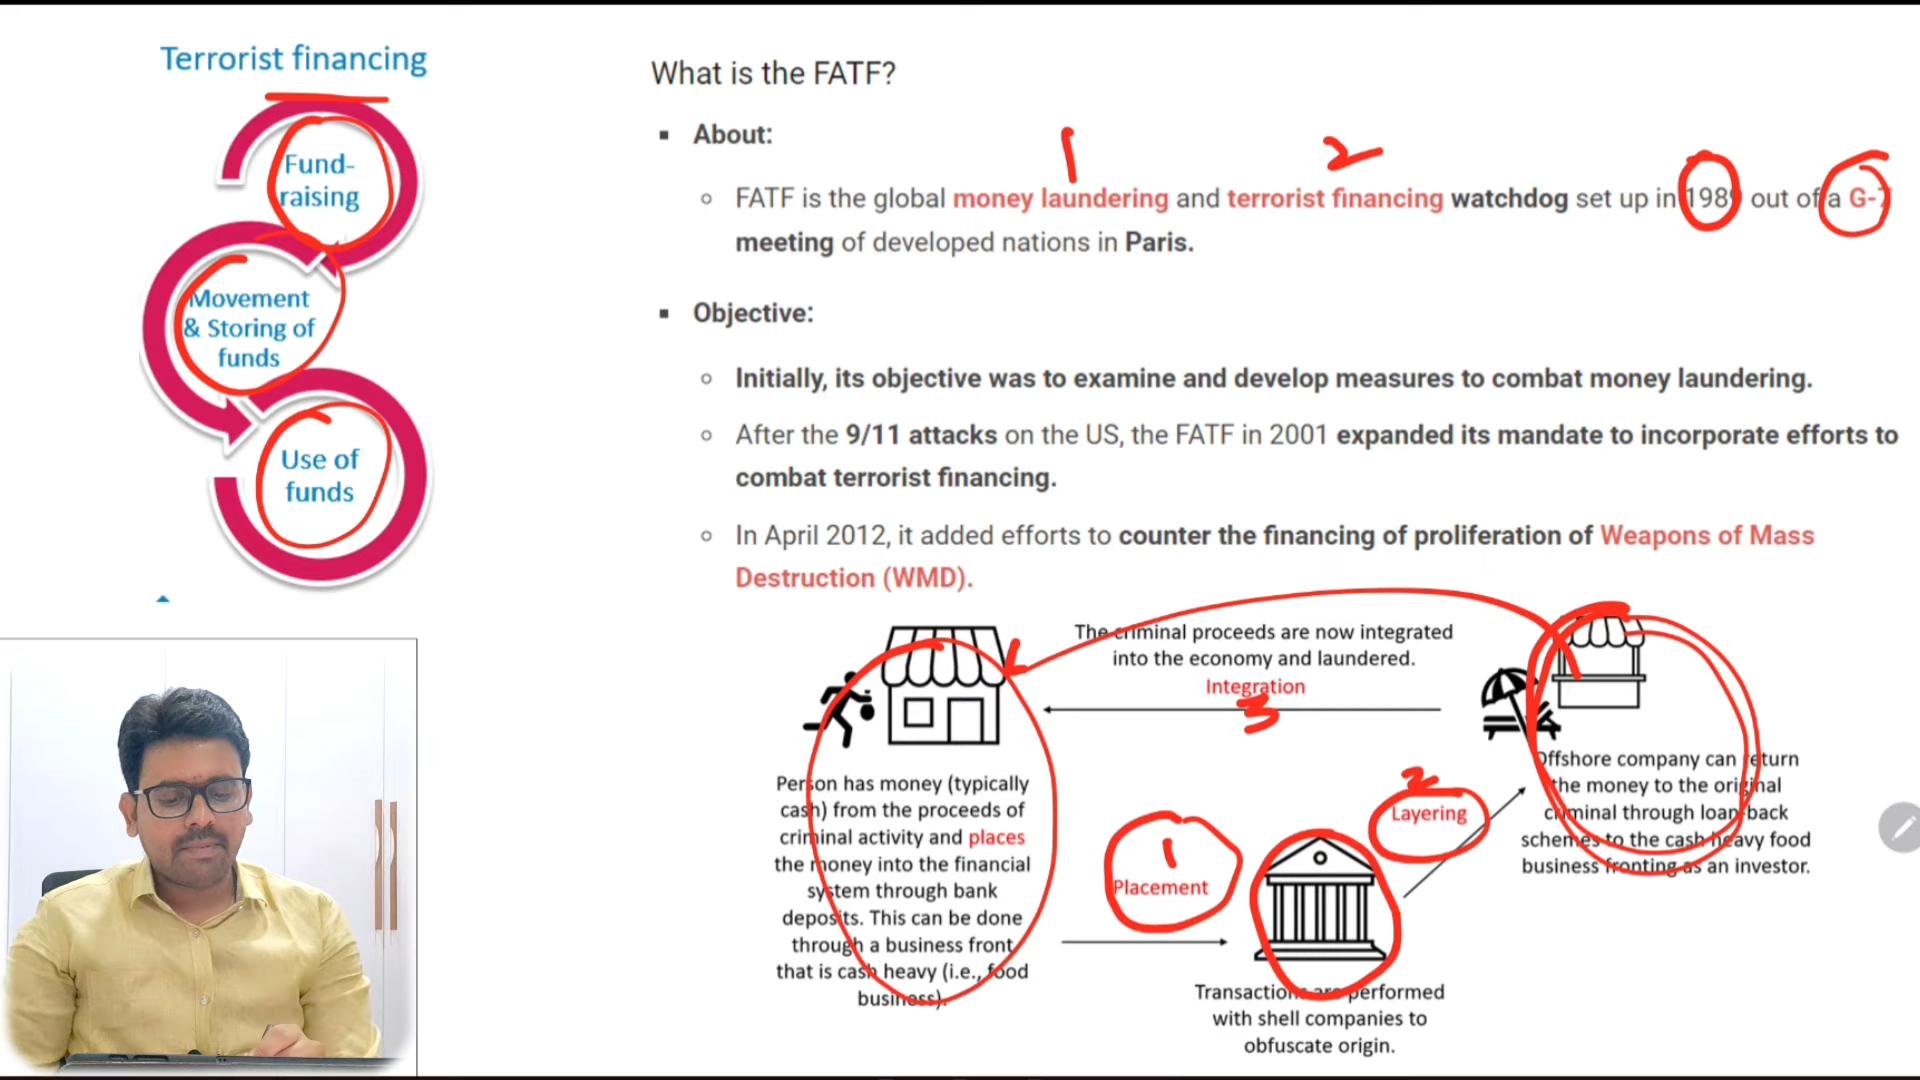 Terrorist financing
Fund-
raising
Movement
& Storing of
funds
Use of
funds
What is the FATF?
▪ About:
○ FATF is the global money laundering and terrorist financing watchdog set up in 1989 out of a G-7
meeting of developed nations in Paris.
1
2
▪ Objective:
○ Initially, its objective was to examine and develop measures to combat money laundering.
○ After the 9/11 attacks on the US, the FATF in 2001 expanded its mandate to incorporate efforts to
combat terrorist financing.
○ In April 2012, it added efforts to counter the financing of proliferation of Weapons of Mass
Destruction (WMD).
The criminal proceeds are now integrated
into the economy and laundered.
Integration
3
Person has money (typically
cash) from the proceeds of
criminal activity and places
the money into the financial
system through bank
deposits. This can be done
through a business front
that is cash heavy (i.e., food
business).
1
Placement
Transactions are performed
with shell companies to
obfuscate origin.
2
Layering
Offshore company can return
the money to the original
criminal through loan-back
schemes to the cash heavy food
business fronting as an investor.